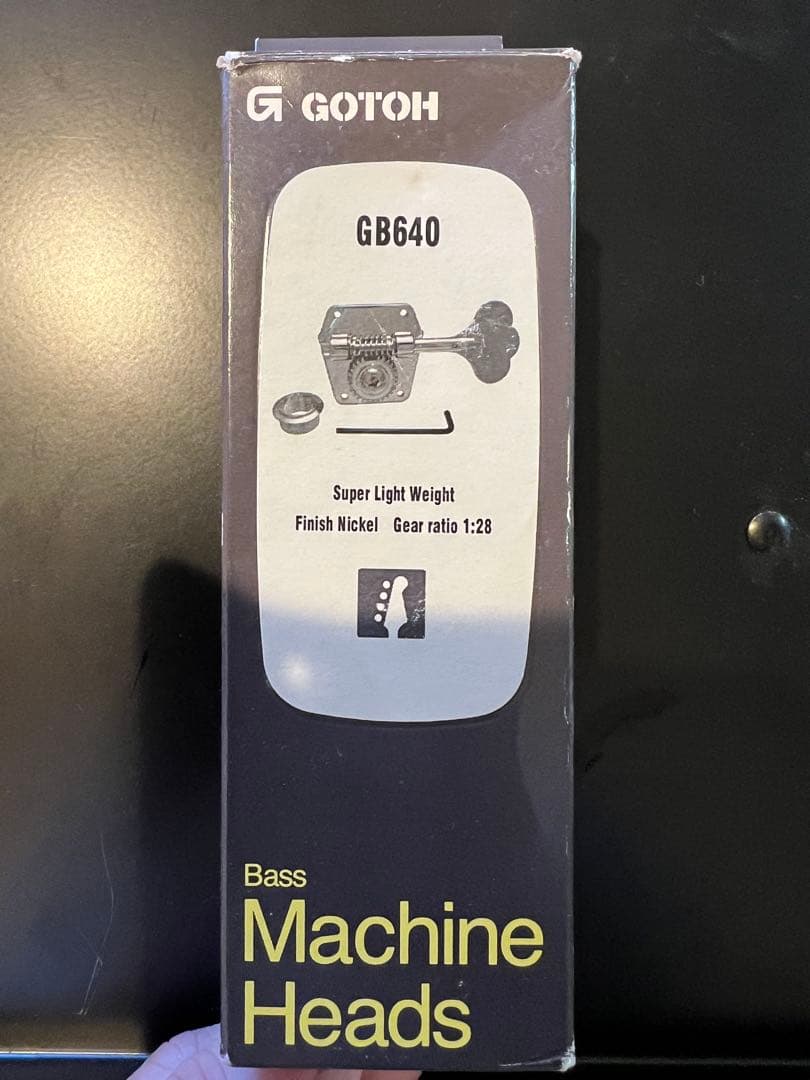 G GOTOH
GB640
Super Light Weight
Finish Nickel Gear ratio 1:28
Bass
Machine
Heads